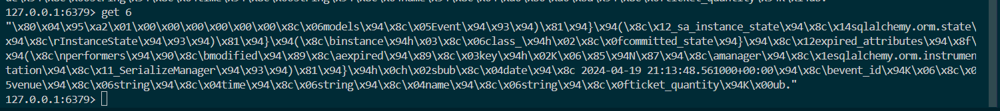 127.0.0.1:6379> get 6
"\x80\x04\x95\xa2\x01\x00\x00\x00\x00\x00\x00\x8c\x06models\x94\x8c\x05Event\x94\x93\x94)\x81\x94}\x94(\x8c\x12_sa_instance_state\x94\x8c\x14sqlalchemy.orm.state\
x94\x8c\rInstanceState\x94\x93\x94)\x81\x94}\x94(\x8c\binstance\x94h\x03\x8c\x06class_\x94h\x02\x8c\x0fcommitted_state\x94}\x94\x8c\x12expired_attributes\x94\x8f\
x94(\x8c\nperformers\x94\x90\x8c\bmodified\x94\x89\x8c\aexpired\x94\x89\x8c\x03key\x94h\x02K\x06\x85\x94N\x87\x94\x8c\amanager\x94\x8c\x1esqlalchemy.orm.instrumen
tation\x94\x8c\x11_SerializeManager\x94\x93\x94)\x81\x94}\x94h\x0ch\x02sbub\x8c\x04date\x94\x8c 2024-04-19 21:13:48.561000+00:00\x94\x8c\bevent_id\x94K\x06\x8c\x0
5venue\x94\x8c\x06string\x94\x8c\x04time\x94\x8c\x06string\x94\x8c\x04name\x94\x8c\x06string\x94\x8c\x0fticket_quantity\x94K\x00ub."
127.0.0.1:6379>